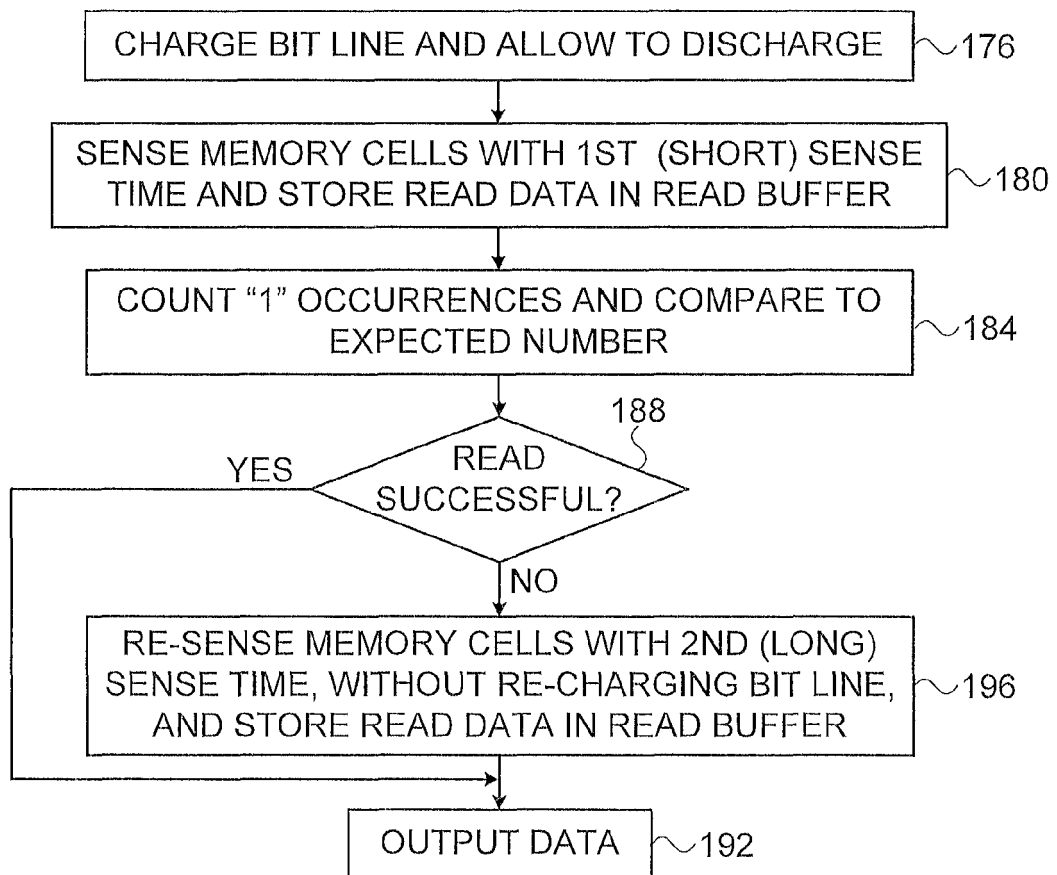 CHARGE BIT LINE AND ALLOW TO DISCHARGE
176
SENSE MEMORY CELLS WITH 1ST (SHORT) SENSE
TIME AND STORE READ DATA IN READ BUFFER
180
COUNT “1” OCCURRENCES AND COMPARE TO
EXPECTED NUMBER
184
188
READ
SUCCESSFUL?
YES
NO
RE-SENSE MEMORY CELLS WITH 2ND (LONG)
SENSE TIME, WITHOUT RE-CHARGING BIT LINE,
AND STORE READ DATA IN READ BUFFER
196
OUTPUT DATA
192